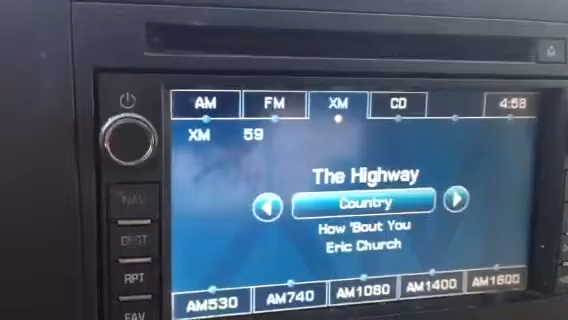 AM FM XM CD 4:58
XM 59
The Highway
Country
How 'Bout You
Eric Church
NAV
DEST
RPT
FAV
AM530 AM740 AM1080 AM1400 AM1600